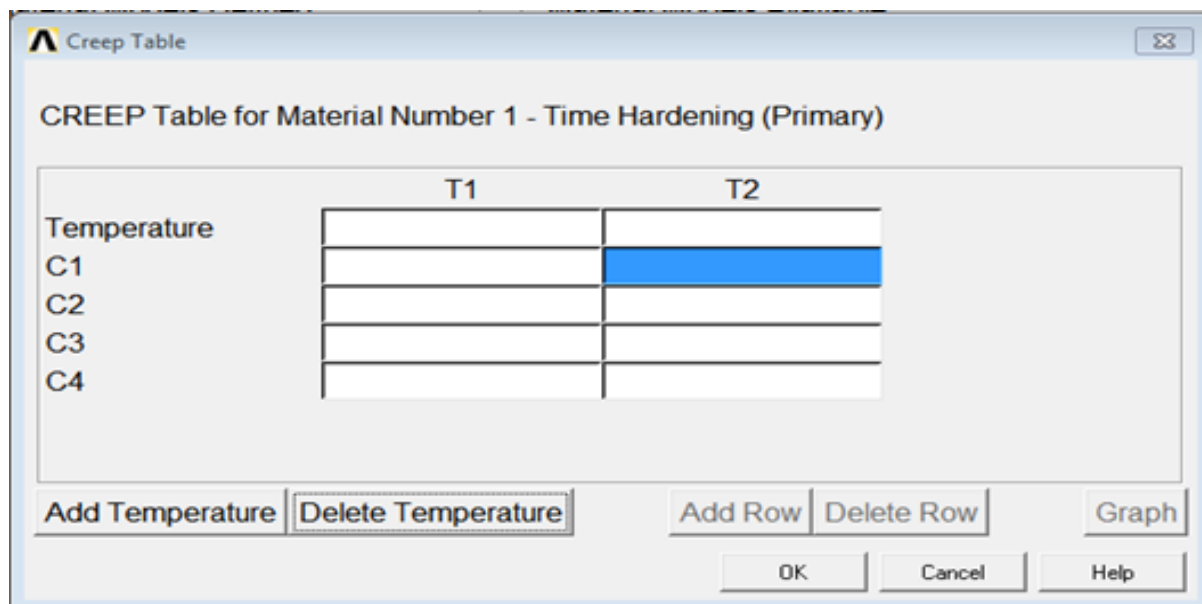 Creep Table
CREEP Table for Material Number 1 - Time Hardening (Primary)
T1 T2
Temperature
C1
C2
C3
C4
Add Temperature Delete Temperature Add Row Delete Row Graph
OK Cancel Help